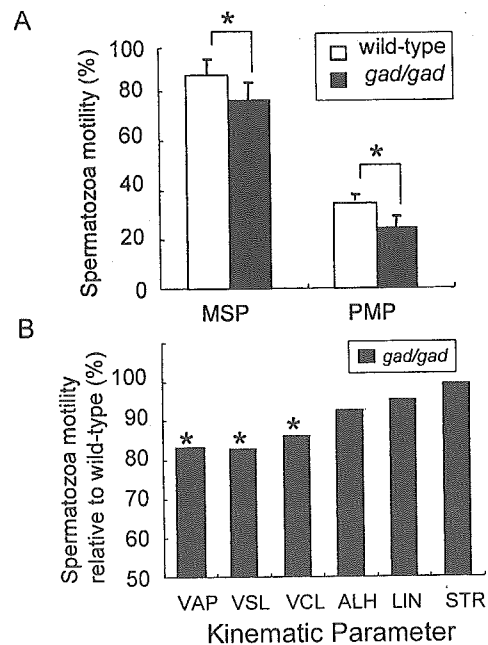 A
Spermatozoa motility (%)
100
80
60
40
20
0
*
*
wild-type
gad/gad
MSP
PMP
B
Spermatozoa motility
relative to wild-type (%)
100
90
80
70
60
50
gad/gad
*
*
*
VAP VSL VCL ALH LIN STR
Kinematic Parameter